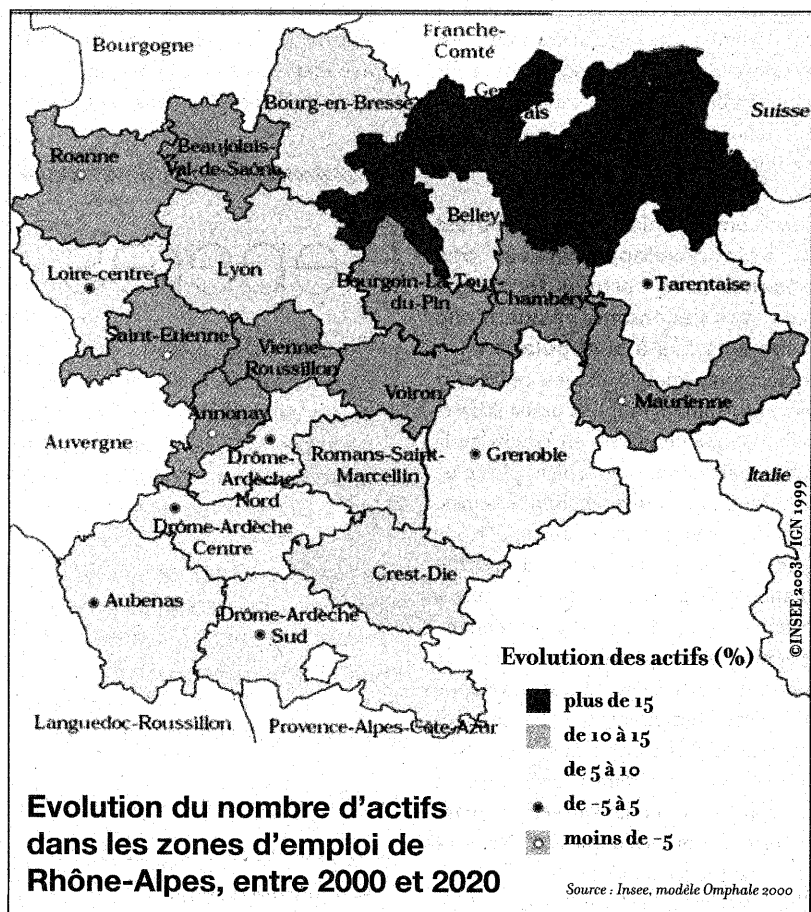 Bourgogne
Franche-
Comté
Bourg-en-Bresse
Suisse
Roanne
Beaujolais-
Val-de-Saône
Belley
Lyon
Loire-centre
Bourgoin-La-Tour-
du-Pin
Chambéry
Tarentaise
Saint-Etienne
Vienne-
Roussillon
Voiron
Annonay
Maurienne
Auvergne
Drôme-
Ardèche
Nord
Romans-Saint-
Marcellin
Grenoble
Italie
Drôme-Ardèche
Centre
Crest-Die
Aubenas
Drôme-Ardèche
Sud
©INSEE 2003 - IGN 1999
Languedoc-Roussillon
Provence-Alpes-Côte-Azur
Evolution des actifs (%)
plus de 15
de 10 à 15
de 5 à 10
de -5 à 5
moins de -5
Evolution du nombre d'actifs
dans les zones d'emploi de
Rhône-Alpes, entre 2000 et 2020
Source : Insee, modèle Omphale 2000